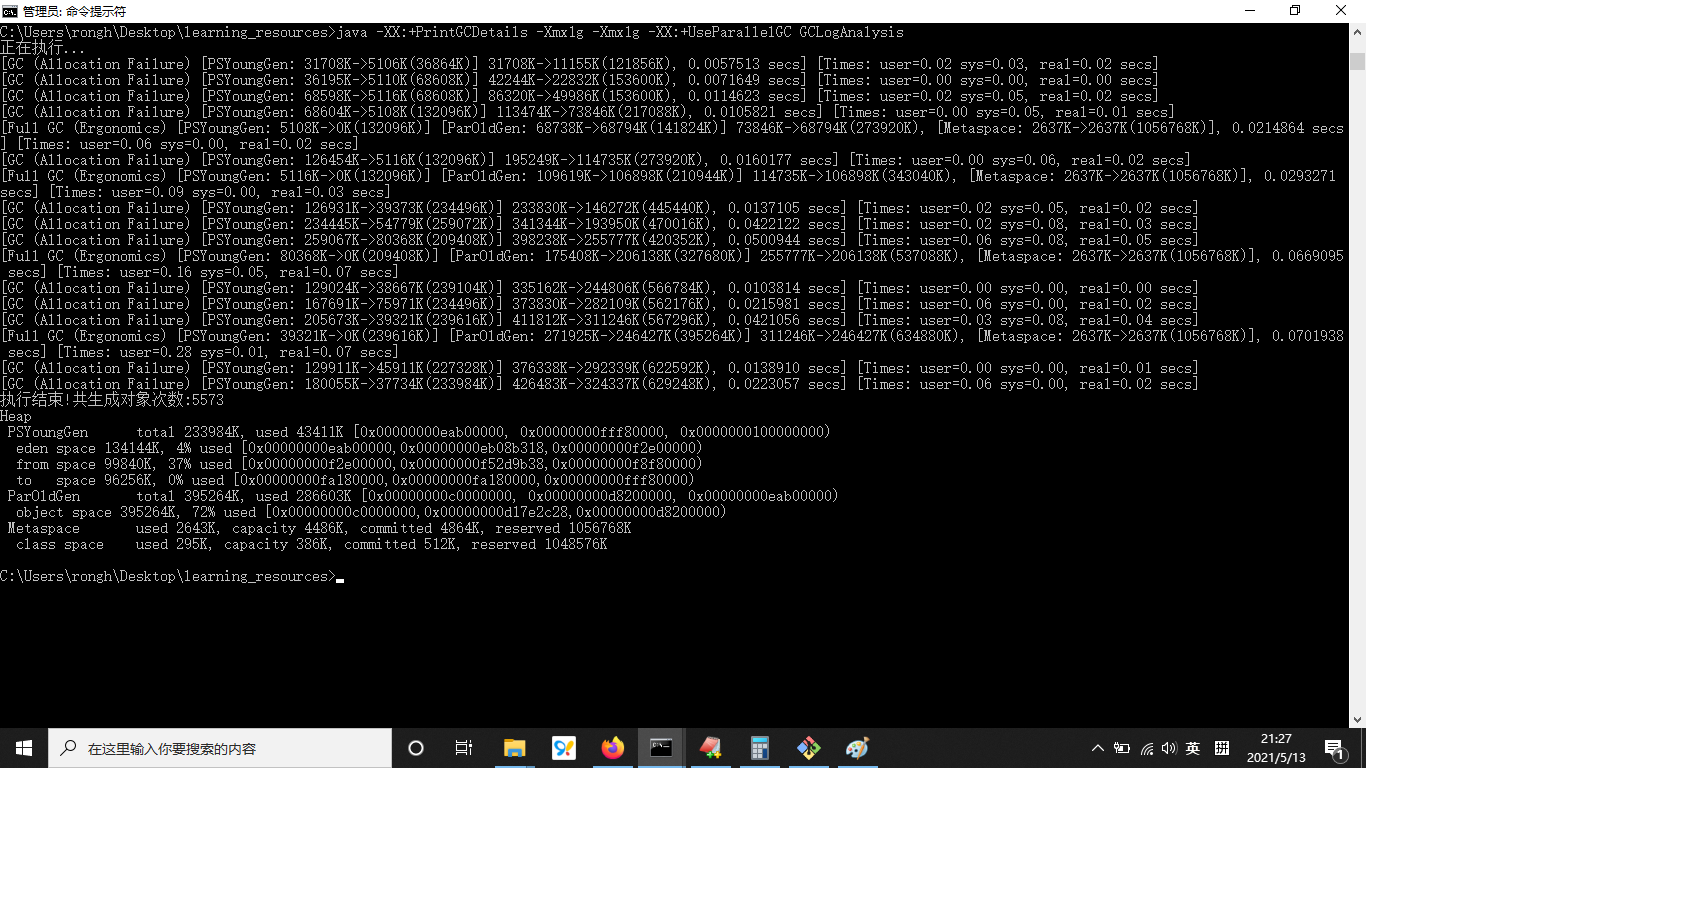 管理员: 命令提示符
C:\Users\rongh\Desktop\learning_resources>java -XX:+PrintGCDetails -Xmx1g -Xmx1g -XX:+UseParallelGC GCLogAnalysis
正在执行...
[GC (Allocation Failure) [PSYoungGen: 31708K->5106K(36864K)] 31708K->11155K(121856K), 0.0057513 secs] [Times: user=0.02 sys=0.03, real=0.02 secs]
[GC (Allocation Failure) [PSYoungGen: 36195K->5110K(68608K)] 42244K->22832K(153600K), 0.0071649 secs] [Times: user=0.00 sys=0.00, real=0.00 secs]
[GC (Allocation Failure) [PSYoungGen: 68598K->5116K(68608K)] 86320K->49986K(153600K), 0.0114623 secs] [Times: user=0.02 sys=0.05, real=0.02 secs]
[GC (Allocation Failure) [PSYoungGen: 68604K->5108K(132096K)] 113474K->73846K(217088K), 0.0105821 secs] [Times: user=0.00 sys=0.05, real=0.01 secs]
[Full GC (Ergonomics) [PSYoungGen: 5108K->0K(132096K)] [ParOldGen: 68738K->68794K(141824K)] 73846K->68794K(273920K), [Metaspace: 2637K->2637K(1056768K)], 0.0214864 secs
] [Times: user=0.06 sys=0.00, real=0.02 secs]
[GC (Allocation Failure) [PSYoungGen: 126454K->5116K(132096K)] 195249K->114735K(273920K), 0.0160177 secs] [Times: user=0.00 sys=0.06, real=0.02 secs]
[Full GC (Ergonomics) [PSYoungGen: 5116K->0K(132096K)] [ParOldGen: 109619K->106898K(210944K)] 114735K->106898K(343040K), [Metaspace: 2637K->2637K(1056768K)], 0.0293271
secs] [Times: user=0.09 sys=0.00, real=0.03 secs]
[GC (Allocation Failure) [PSYoungGen: 126931K->39373K(234496K)] 233830K->146272K(445440K), 0.0137105 secs] [Times: user=0.02 sys=0.05, real=0.02 secs]
[GC (Allocation Failure) [PSYoungGen: 234445K->54779K(259072K)] 341344K->193950K(470016K), 0.0422122 secs] [Times: user=0.02 sys=0.08, real=0.03 secs]
[GC (Allocation Failure) [PSYoungGen: 259067K->80368K(209408K)] 398238K->255777K(420352K), 0.0500944 secs] [Times: user=0.06 sys=0.08, real=0.05 secs]
[Full GC (Ergonomics) [PSYoungGen: 80368K->0K(209408K)] [ParOldGen: 175408K->206138K(327680K)] 255777K->206138K(537088K), [Metaspace: 2637K->2637K(1056768K)], 0.0669095
secs] [Times: user=0.16 sys=0.05, real=0.07 secs]
[GC (Allocation Failure) [PSYoungGen: 129024K->38667K(239104K)] 335162K->244806K(566784K), 0.0103814 secs] [Times: user=0.00 sys=0.00, real=0.00 secs]
[GC (Allocation Failure) [PSYoungGen: 167691K->75971K(234496K)] 373830K->282109K(562176K), 0.0215981 secs] [Times: user=0.06 sys=0.00, real=0.02 secs]
[GC (Allocation Failure) [PSYoungGen: 205673K->39321K(239616K)] 411812K->311246K(567296K), 0.0421056 secs] [Times: user=0.03 sys=0.08, real=0.04 secs]
[Full GC (Ergonomics) [PSYoungGen: 39321K->0K(239616K)] [ParOldGen: 271925K->246427K(395264K)] 311246K->246427K(634880K), [Metaspace: 2637K->2637K(1056768K)], 0.0701938
secs] [Times: user=0.28 sys=0.01, real=0.07 secs]
[GC (Allocation Failure) [PSYoungGen: 129911K->45911K(227328K)] 376338K->292339K(622592K), 0.0138910 secs] [Times: user=0.00 sys=0.00, real=0.01 secs]
[GC (Allocation Failure) [PSYoungGen: 180055K->37734K(233984K)] 426483K->324337K(629248K), 0.0223057 secs] [Times: user=0.06 sys=0.00, real=0.02 secs]
执行结束!共生成对象次数:5573
Heap
PSYoungGen total 233984K, used 43411K [0x00000000eab00000, 0x00000000fff80000, 0x0000000100000000)
eden space 134144K, 4% used [0x00000000eab00000,0x00000000eb08b318,0x00000000f2e00000)
from space 99840K, 37% used [0x00000000f2e00000,0x00000000f52d9b38,0x00000000f8f80000)
to space 96256K, 0% used [0x00000000fa180000,0x00000000fa180000,0x00000000fff80000)
ParOldGen total 395264K, used 286603K [0x00000000c0000000, 0x00000000d8200000, 0x00000000eab00000)
object space 395264K, 72% used [0x00000000c0000000,0x00000000d17e2c28,0x00000000d8200000)
Metaspace used 2643K, capacity 4486K, committed 4864K, reserved 1056768K
class space used 295K, capacity 386K, committed 512K, reserved 1048576K
C:\Users\rongh\Desktop\learning_resources>
在这里输入你要搜索的内容
英
拼
21:27
2021/5/13
1